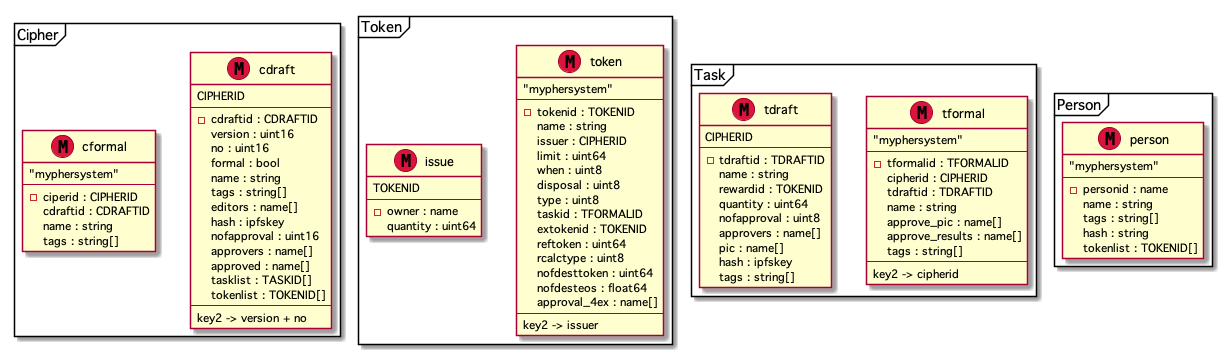 Cipher
M cformal
"myphersystem"
ciperid : CIPHERID
cdraftid : CDRAFTID
name : string
tags : string[]
M cdraft
CIPHERID
cdraftid : CDRAFTID
version : uint16
no : uint16
formal : bool
name : string
tags : string[]
editors : name[]
hash : ipfskey
nofapproval : uint16
approvers : name[]
approved : name[]
tasklist : TASKID[]
tokenlist : TOKENID[]
key2 -> version + no
Token
M issue
TOKENID
owner : name
quantity : uint64
M token
"myphersystem"
tokenid : TOKENID
name : string
issuer : CIPHERID
limit : uint64
when : uint8
disposal : uint8
type : uint8
taskid : TFORMALID
extokenid : TOKENID
reftoken : uint64
rcalctype : uint8
nofdesttoken : uint64
nofdesteos : float64
approval_4ex : name[]
key2 -> issuer
Task
M tdraft
CIPHERID
tdraftid : TDRAFTID
name : string
rewardid : TOKENID
quantity : uint64
nofapproval : uint8
approvers : name[]
pic : name[]
hash : ipfskey
tags : string[]
M tformal
"myphersystem"
tformalid : TFORMALID
cipherid : CIPHERID
tdraftid : TDRAFTID
name : string
approve_pic : name[]
approve_results : name[]
tags : string[]
key2 -> cipherid
Person
M person
"myphersystem"
personid : name
name : string
tags : string[]
hash : string
tokenlist : TOKENID[]